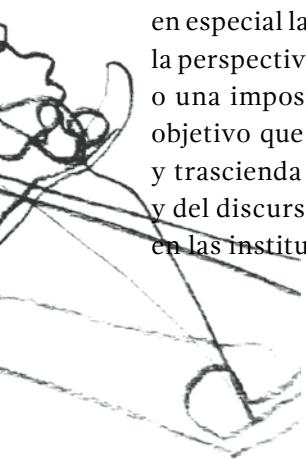 en especial la
la perspectiv
o una impos
objetivo que
y trascienda
y del discurs
en las institu